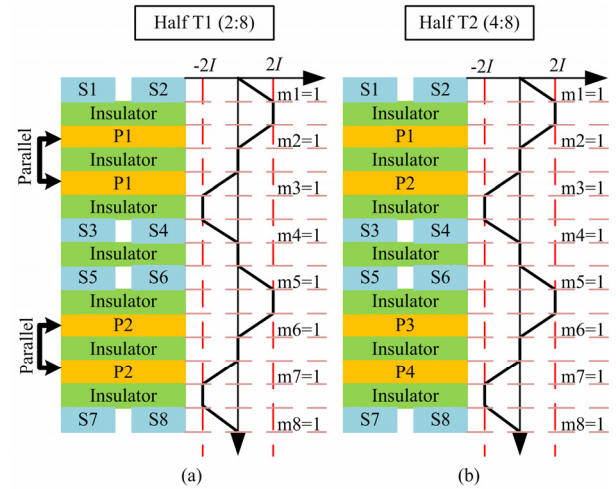 Half T1 (2:8)
Half T2 (4:8)
-2I
2I
S1
S2
m1=1
Insulator
P1
m2=1
Insulator
P1
m3=1
Insulator
S3
S4
m4=1
Insulator
S5
S6
m5=1
Insulator
P2
m6=1
Insulator
P2
m7=1
Insulator
S7
S8
m8=1
Parallel
Parallel
(a)
-2I
2I
S1
S2
m1=1
Insulator
P1
m2=1
Insulator
P2
m3=1
Insulator
S3
S4
m4=1
Insulator
S5
S6
m5=1
Insulator
P3
m6=1
Insulator
P4
m7=1
Insulator
S7
S8
m8=1
(b)